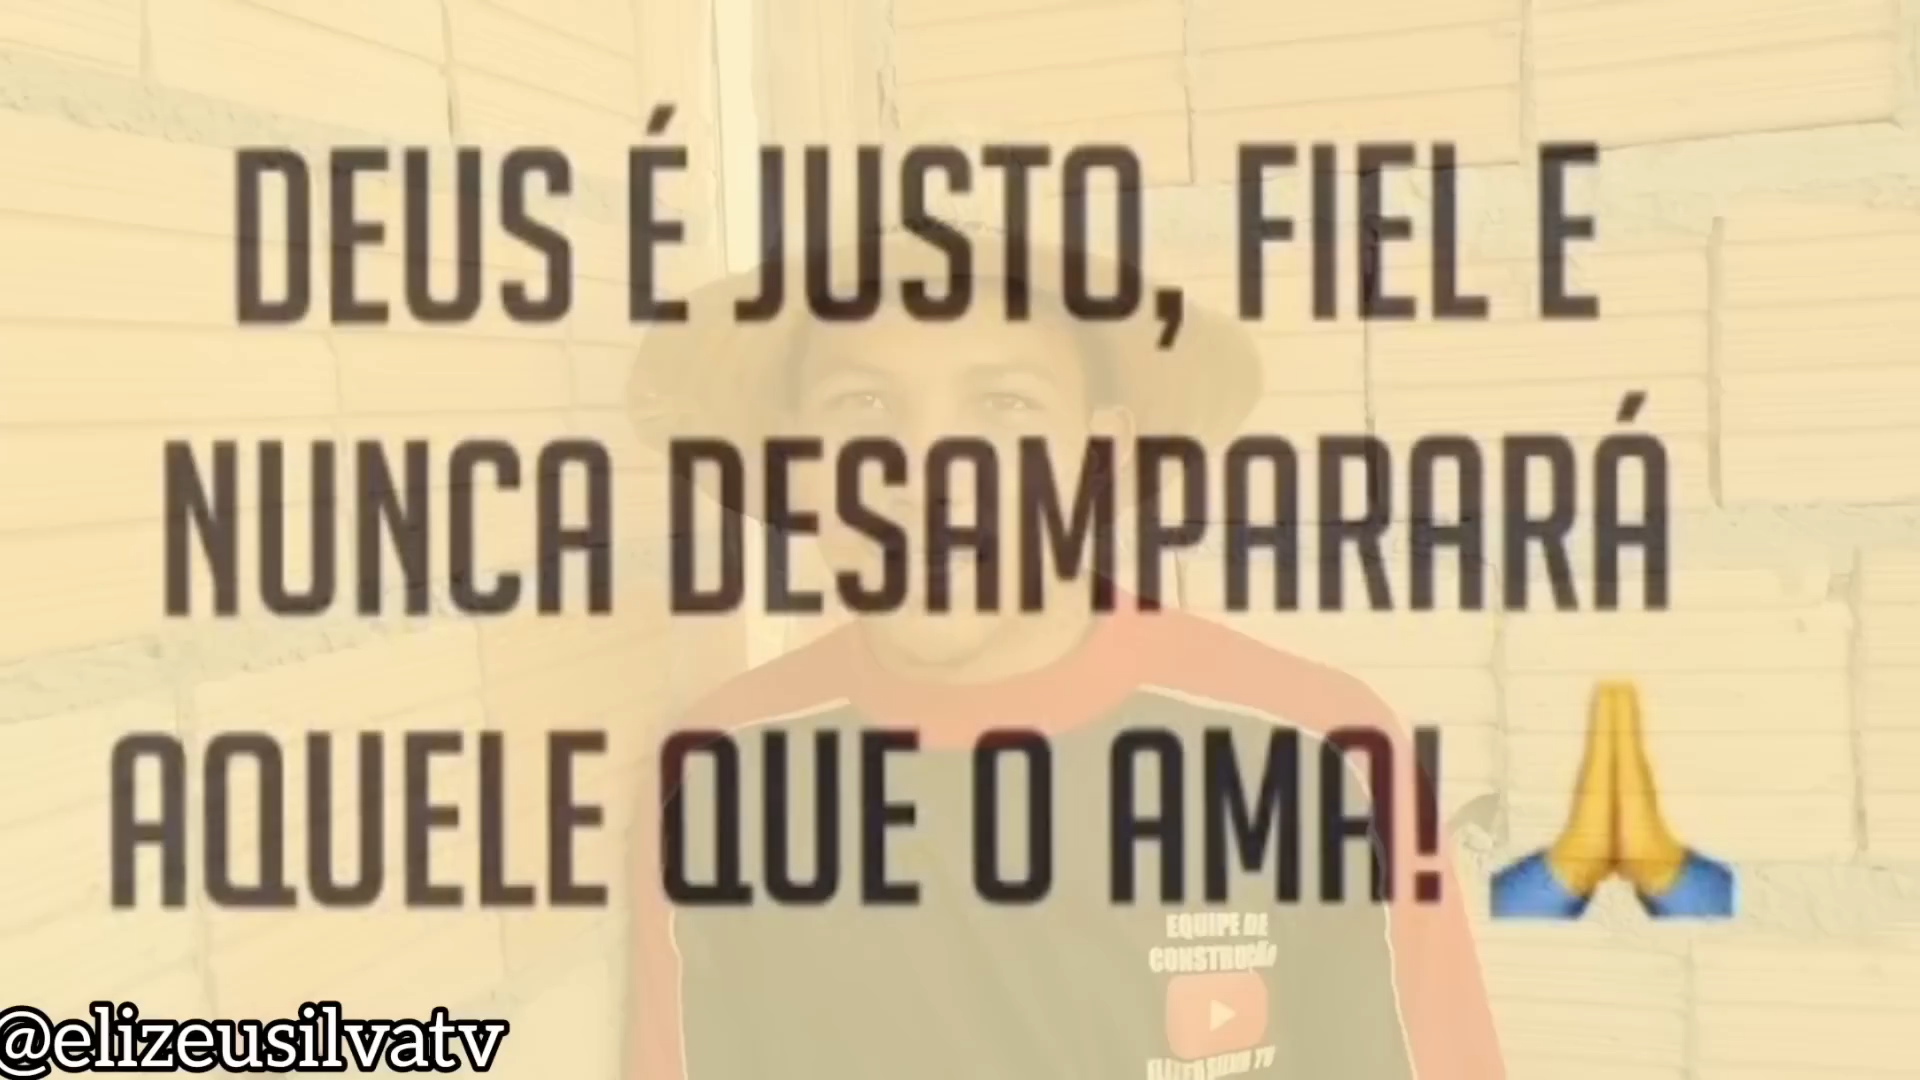 DEUS É JUSTO, FIEL E
NUNCA DESAMPARARÁ
AQUELE QUE O AMA! 🙏
EQUIPE DE
CONSTRUÇÃO
@elizeusilvatv